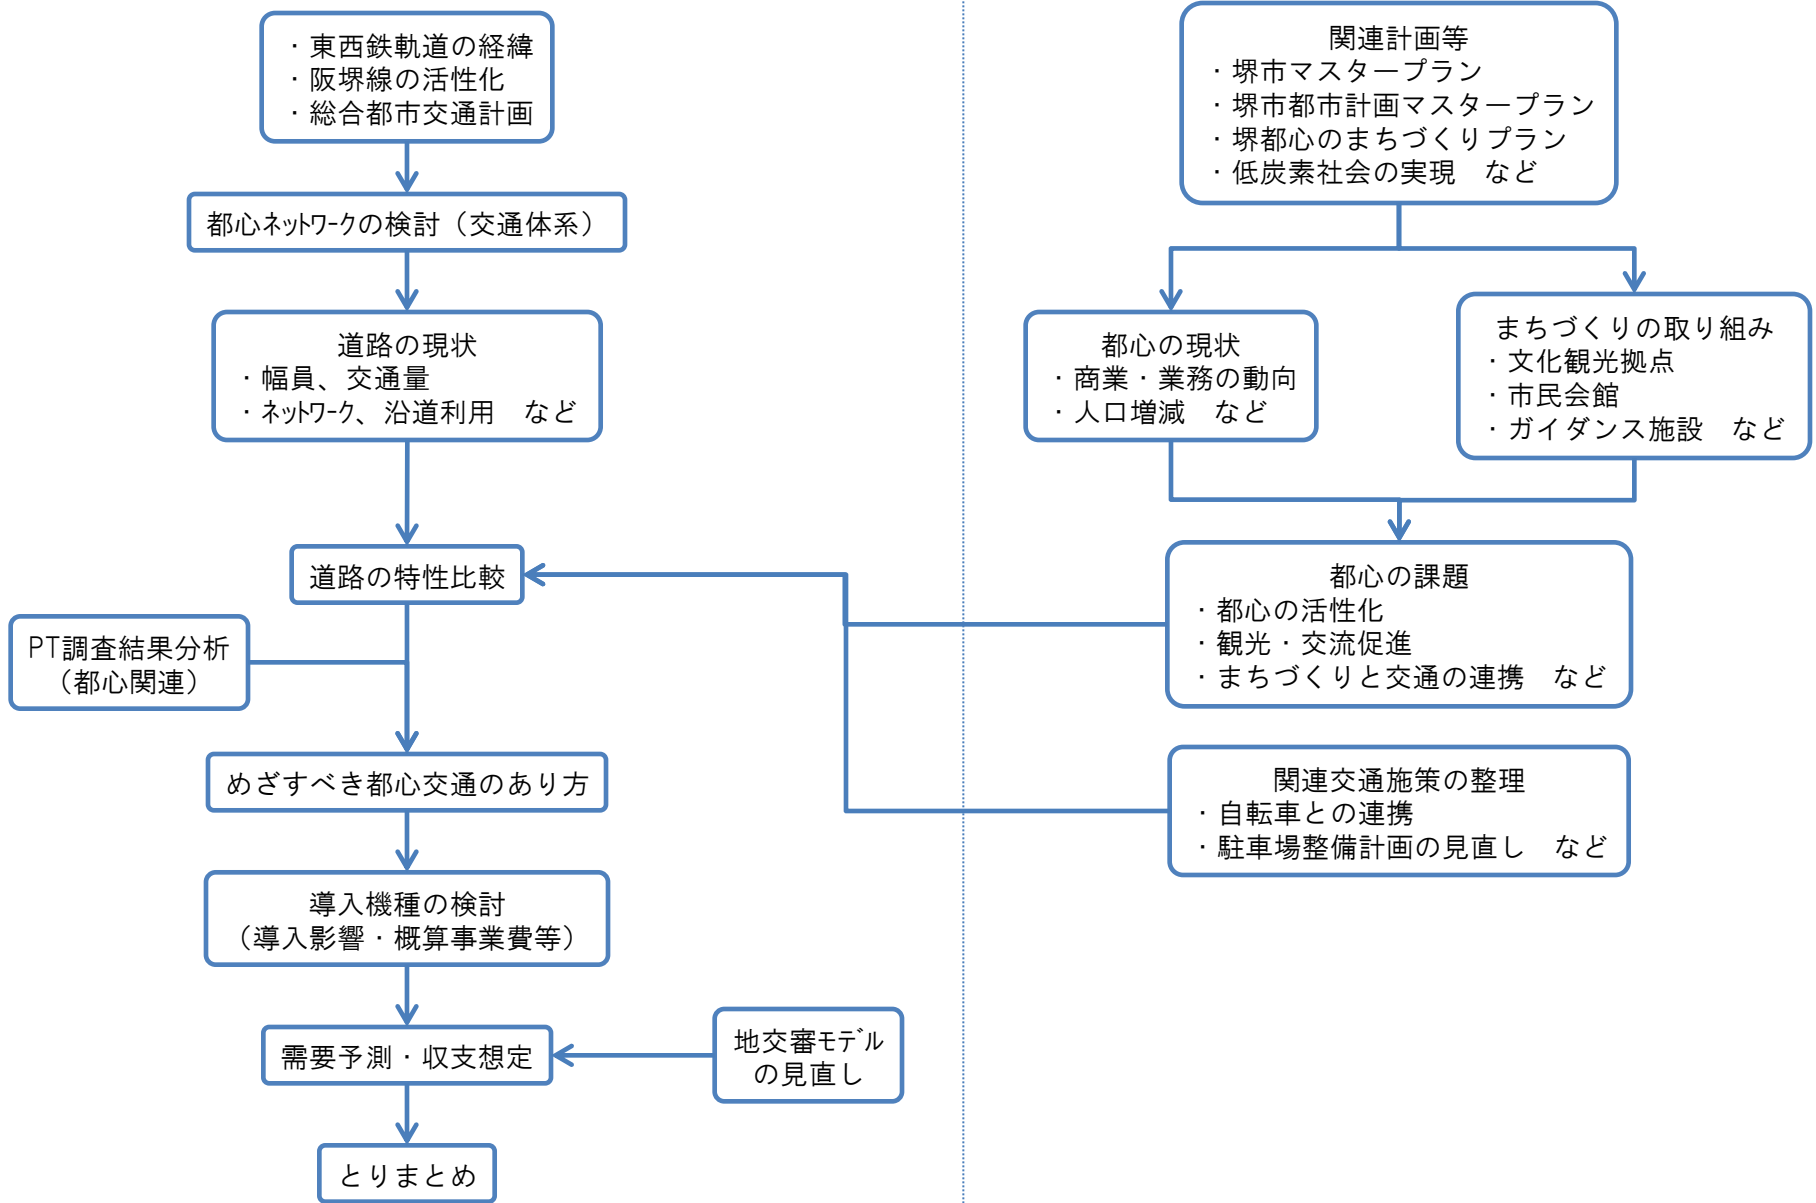 ・東西鉄軌道の経緯
・阪堺線の活性化
・総合都市交通計画
都心ﾈｯﾄﾜｰｸの検討（交通体系）
道路の現状
・幅員、交通量
・ﾈｯﾄﾜｰｸ、沿道利用　など
道路の特性比較
PT調査結果分析
（都心関連）
めざすべき都心交通のあり方
導入機種の検討
（導入影響・概算事業費等）
需要予測・収支想定
地交審ﾓﾃﾞﾙ
の見直し
とりまとめ
関連計画等
・堺市マスタープラン
・堺市都市計画マスタープラン
・堺都心のまちづくりプラン
・低炭素社会の実現　など
都心の現状
・商業・業務の動向
・人口増減　など
まちづくりの取り組み
・文化観光拠点
・市民会館
・ガイダンス施設　など
都心の課題
・都心の活性化
・観光・交流促進
・まちづくりと交通の連携　など
関連交通施策の整理
・自転車との連携
・駐車場整備計画の見直し　など